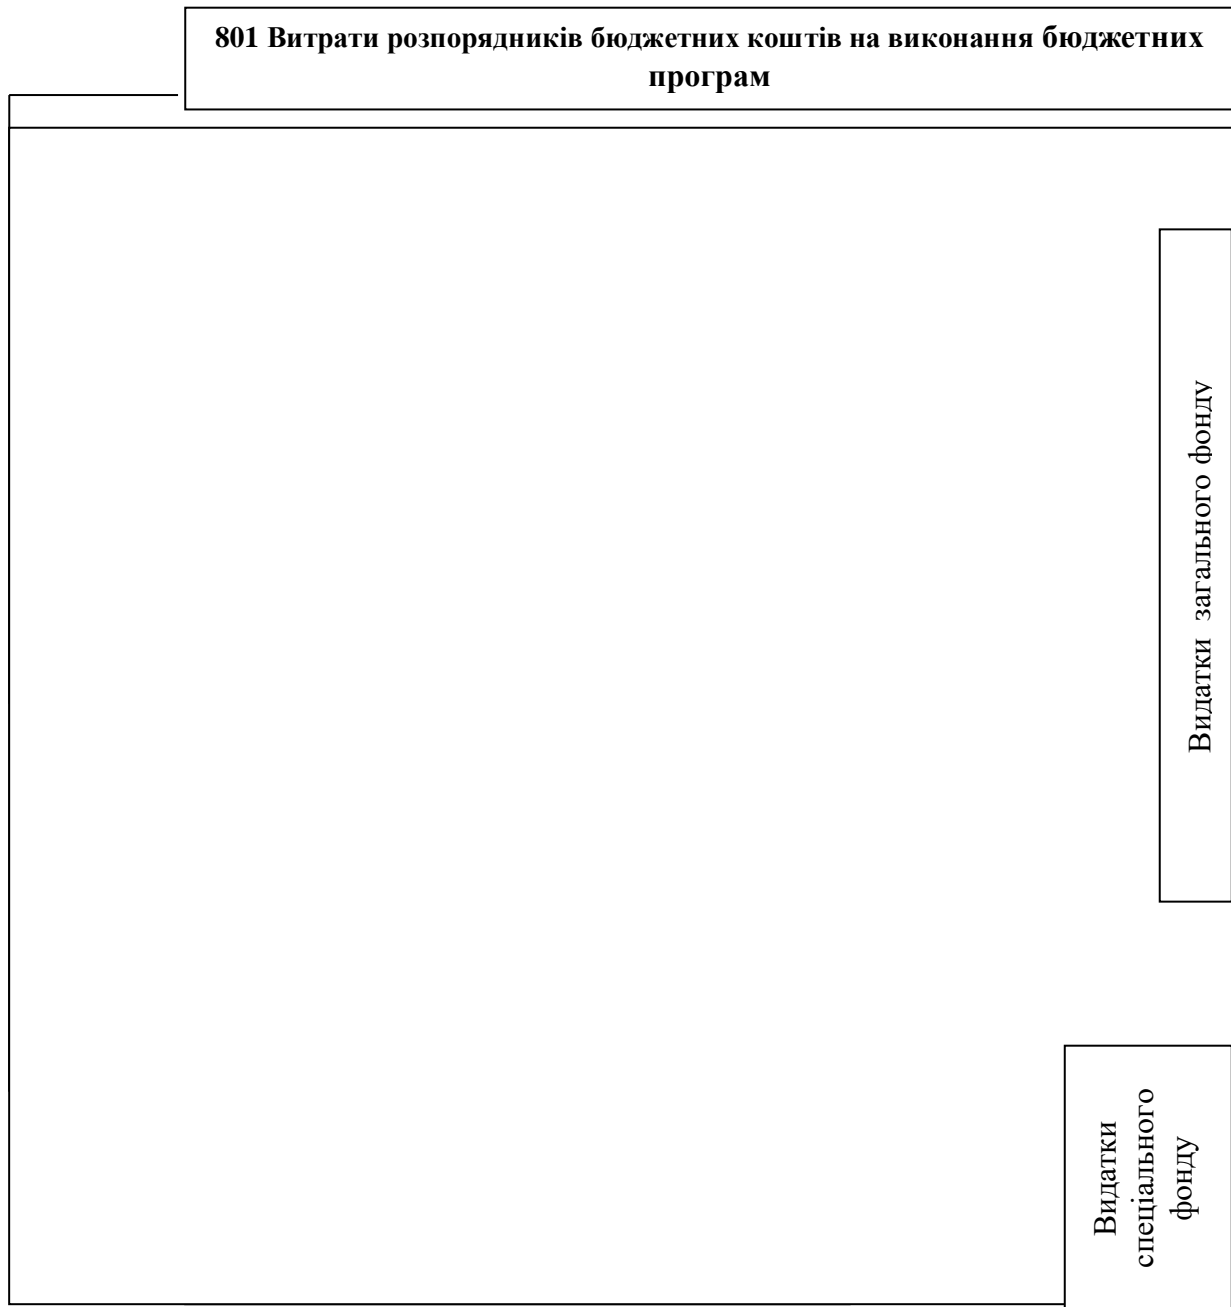 801 Витрати розпорядників бюджетних коштів на виконання бюджетних
програм
Видатки загального фонду
Видатки
спеціального
фонду